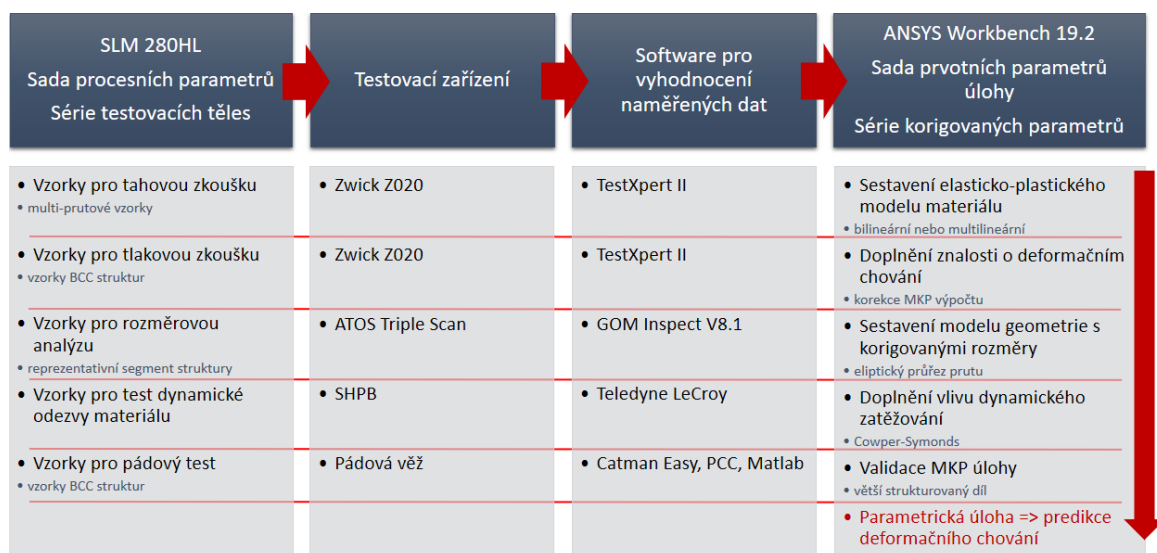 SLM 280HL
Sada procesních parametrů
Série testovacích těles
Testovací zařízení
Software pro
vyhodnocení
naměřených dat
ANSYS Workbench 19.2
Sada prvotních parametrů
úlohy
Série korigovaných parametrů
• Vzorky pro tahovou zkoušku
• multi-prutové vzorky
• Zwick Z020
• TestXpert II
• Sestavení elasticko-plastického
modelu materiálu
• bilineární nebo multilineární
• Vzorky pro tlakovou zkoušku
• vzorky BCC struktur
• Zwick Z020
• TestXpert II
• Doplnění znalosti o deformačním
chování
• korekce MKP výpočtu
• Vzorky pro rozměrovou
analýzu
• reprezentativní segment struktury
• ATOS Triple Scan
• GOM Inspect V8.1
• Sestavení modelu geometrie s
korigovanými rozměry
• eliptický průřez prutu
• Vzorky pro test dynamické
odezvy materiálu
• SHPB
• Teledyne LeCroy
• Doplnění vlivu dynamického
zatěžování
• Cowper-Symonds
• Vzorky pro pádový test
• vzorky BCC struktur
• Pádová věž
• Catman Easy, PCC, Matlab
• Validace MKP úlohy
• větší strukturovaný díl
• Parametrická úloha => predikce
deformačního chování